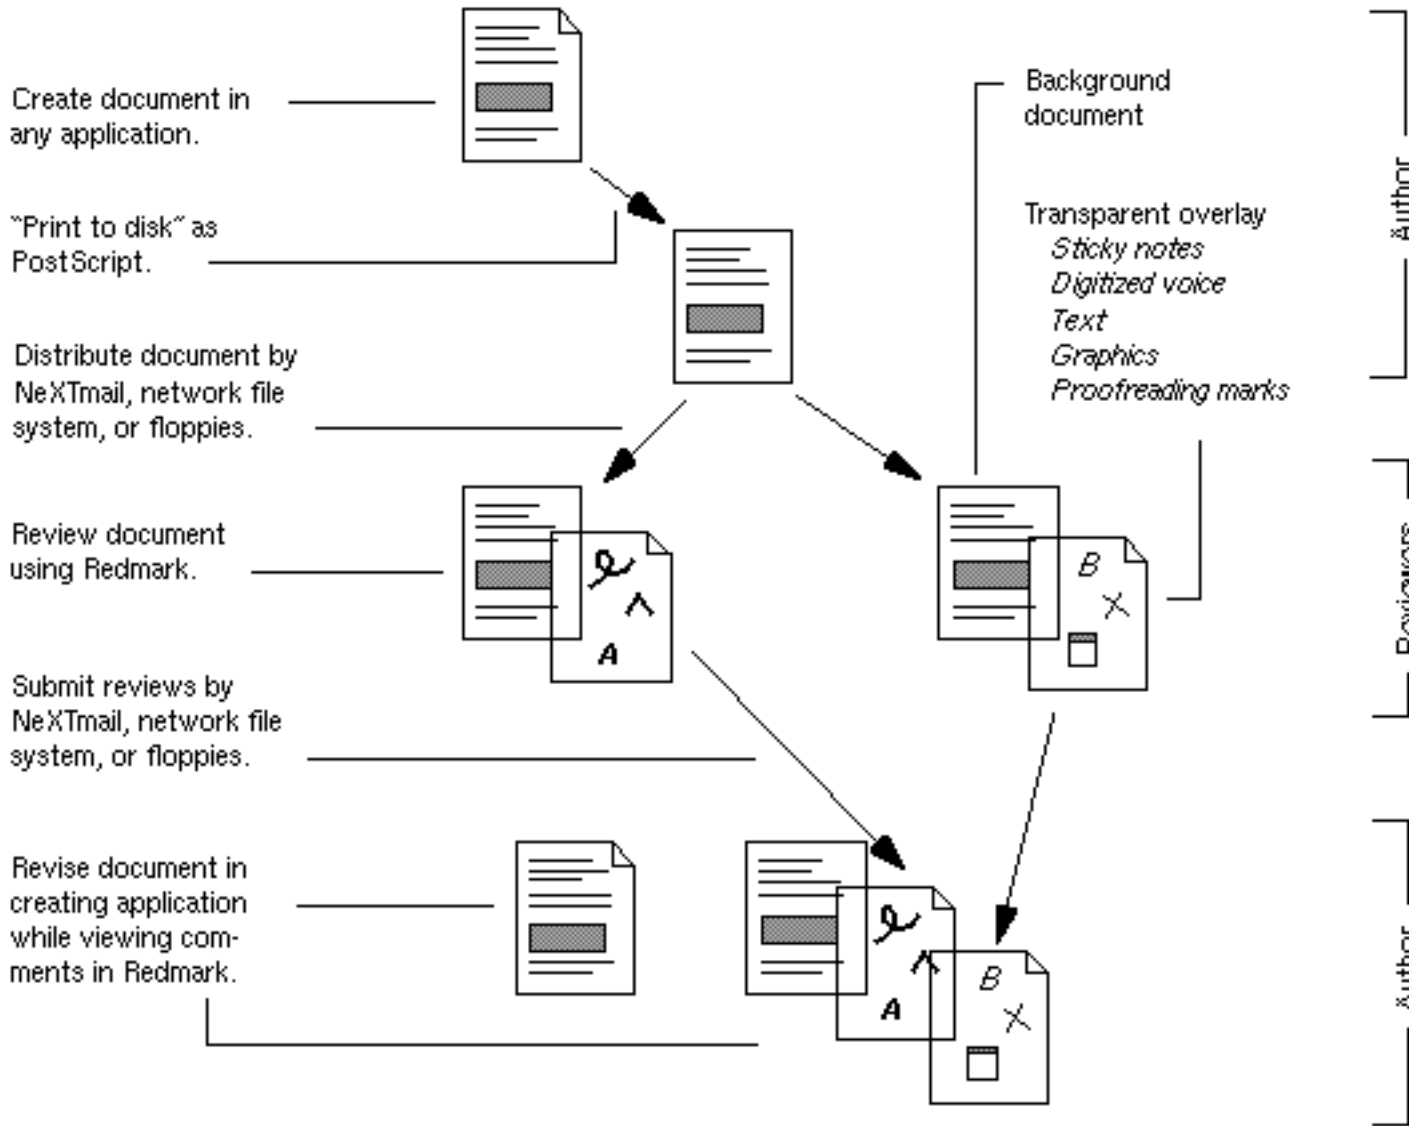 Create document in
any application.
"Print to disk" as
PostScript.
Distribute document by
NeXTmail, network file
system, or floppies.
Review document
using Redmark.
Submit reviews by
NeXTmail, network file
system, or floppies.
Revise document in
creating application
while viewing com-
ments in Redmark.
Background
document
Transparent overlay
Sticky notes
Digitized voice
Text
Graphics
Proofreading marks
A
B
X
A
B
X
Author
Reviewers
Author